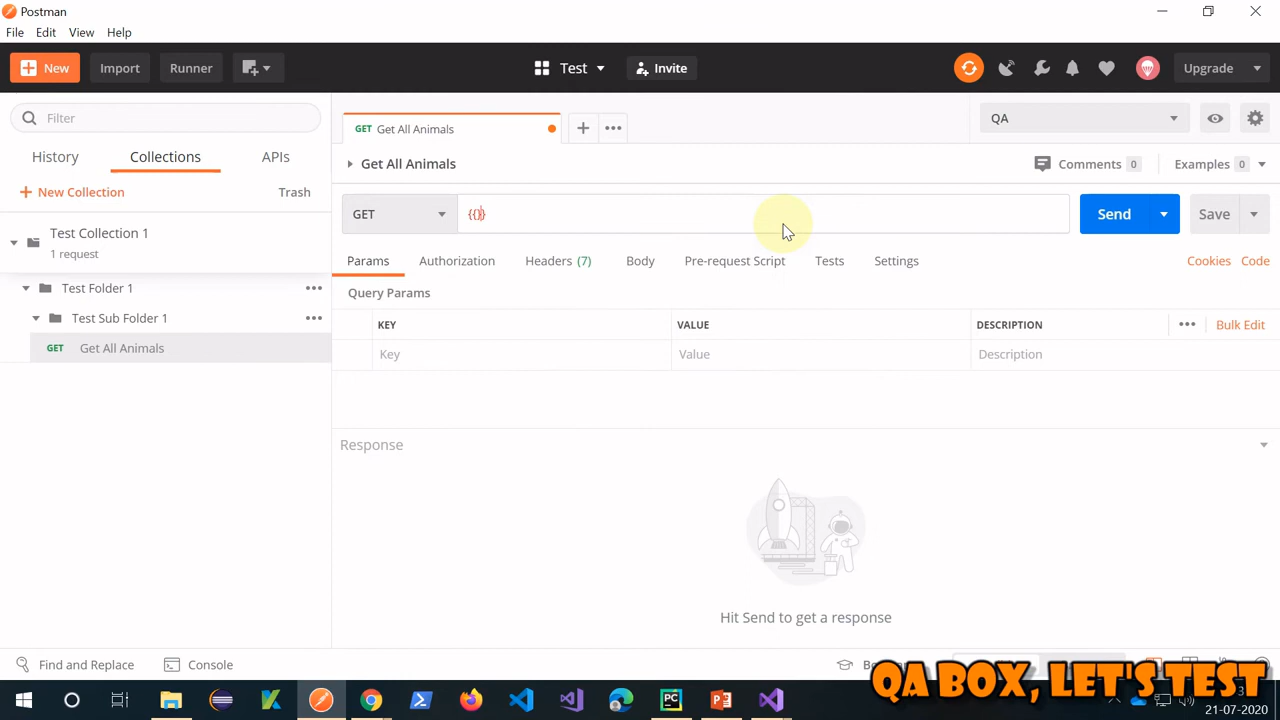 Postman
File Edit View Help
New Import Runner Test Invite Upgrade
Filter
History Collections APIs
New Collection Trash
Test Collection 1
1 request
Test Folder 1
Test Sub Folder 1
GET Get All Animals
GET Get All Animals
QA
Get All Animals
Comments 0 Examples 0
GET {{}} Send Save
Params Authorization Headers (7) Body Pre-request Script Tests Settings Cookies Code
Query Params
KEY VALUE DESCRIPTION Bulk Edit
Key Value Description
Response
Hit Send to get a response
Find and Replace Console
QA BOX, LET'S TEST
PC
21-07-2020